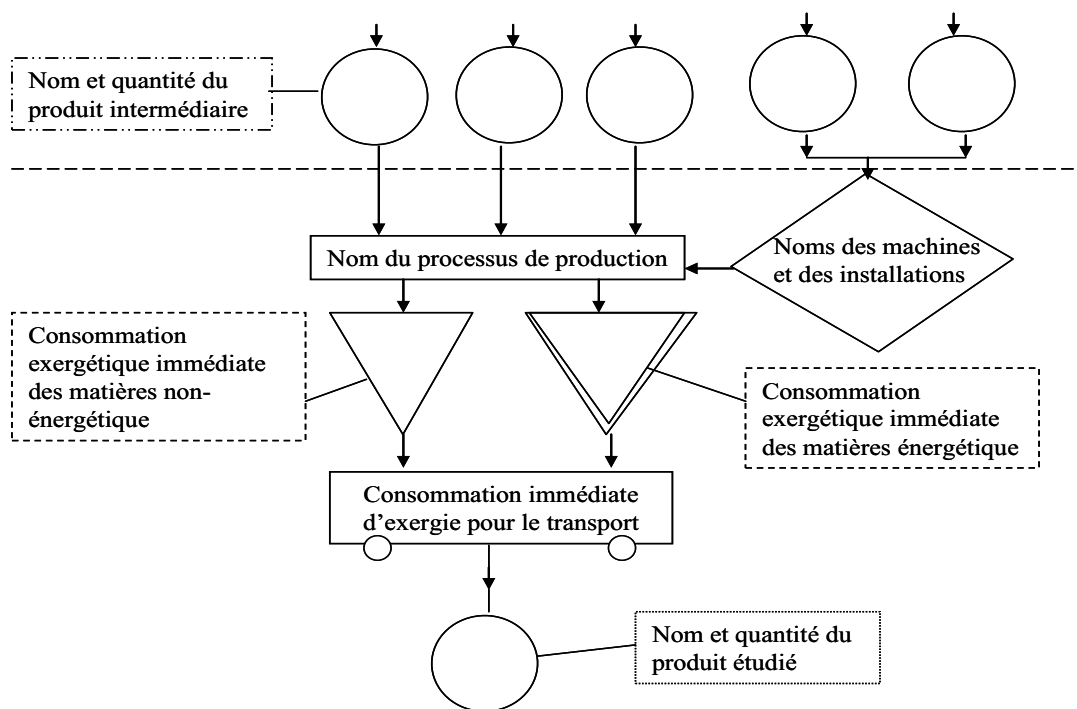 Nom et quantité du
produit intermédiaire
Nom du processus de production
Noms des machines
et des installations
Consommation
exergétique immédiate
des matières non-
énergétique
Consommation
exergétique immédiate
des matières énergétique
Consommation immédiate
d’exergie pour le transport
Nom et quantité du
produit étudié